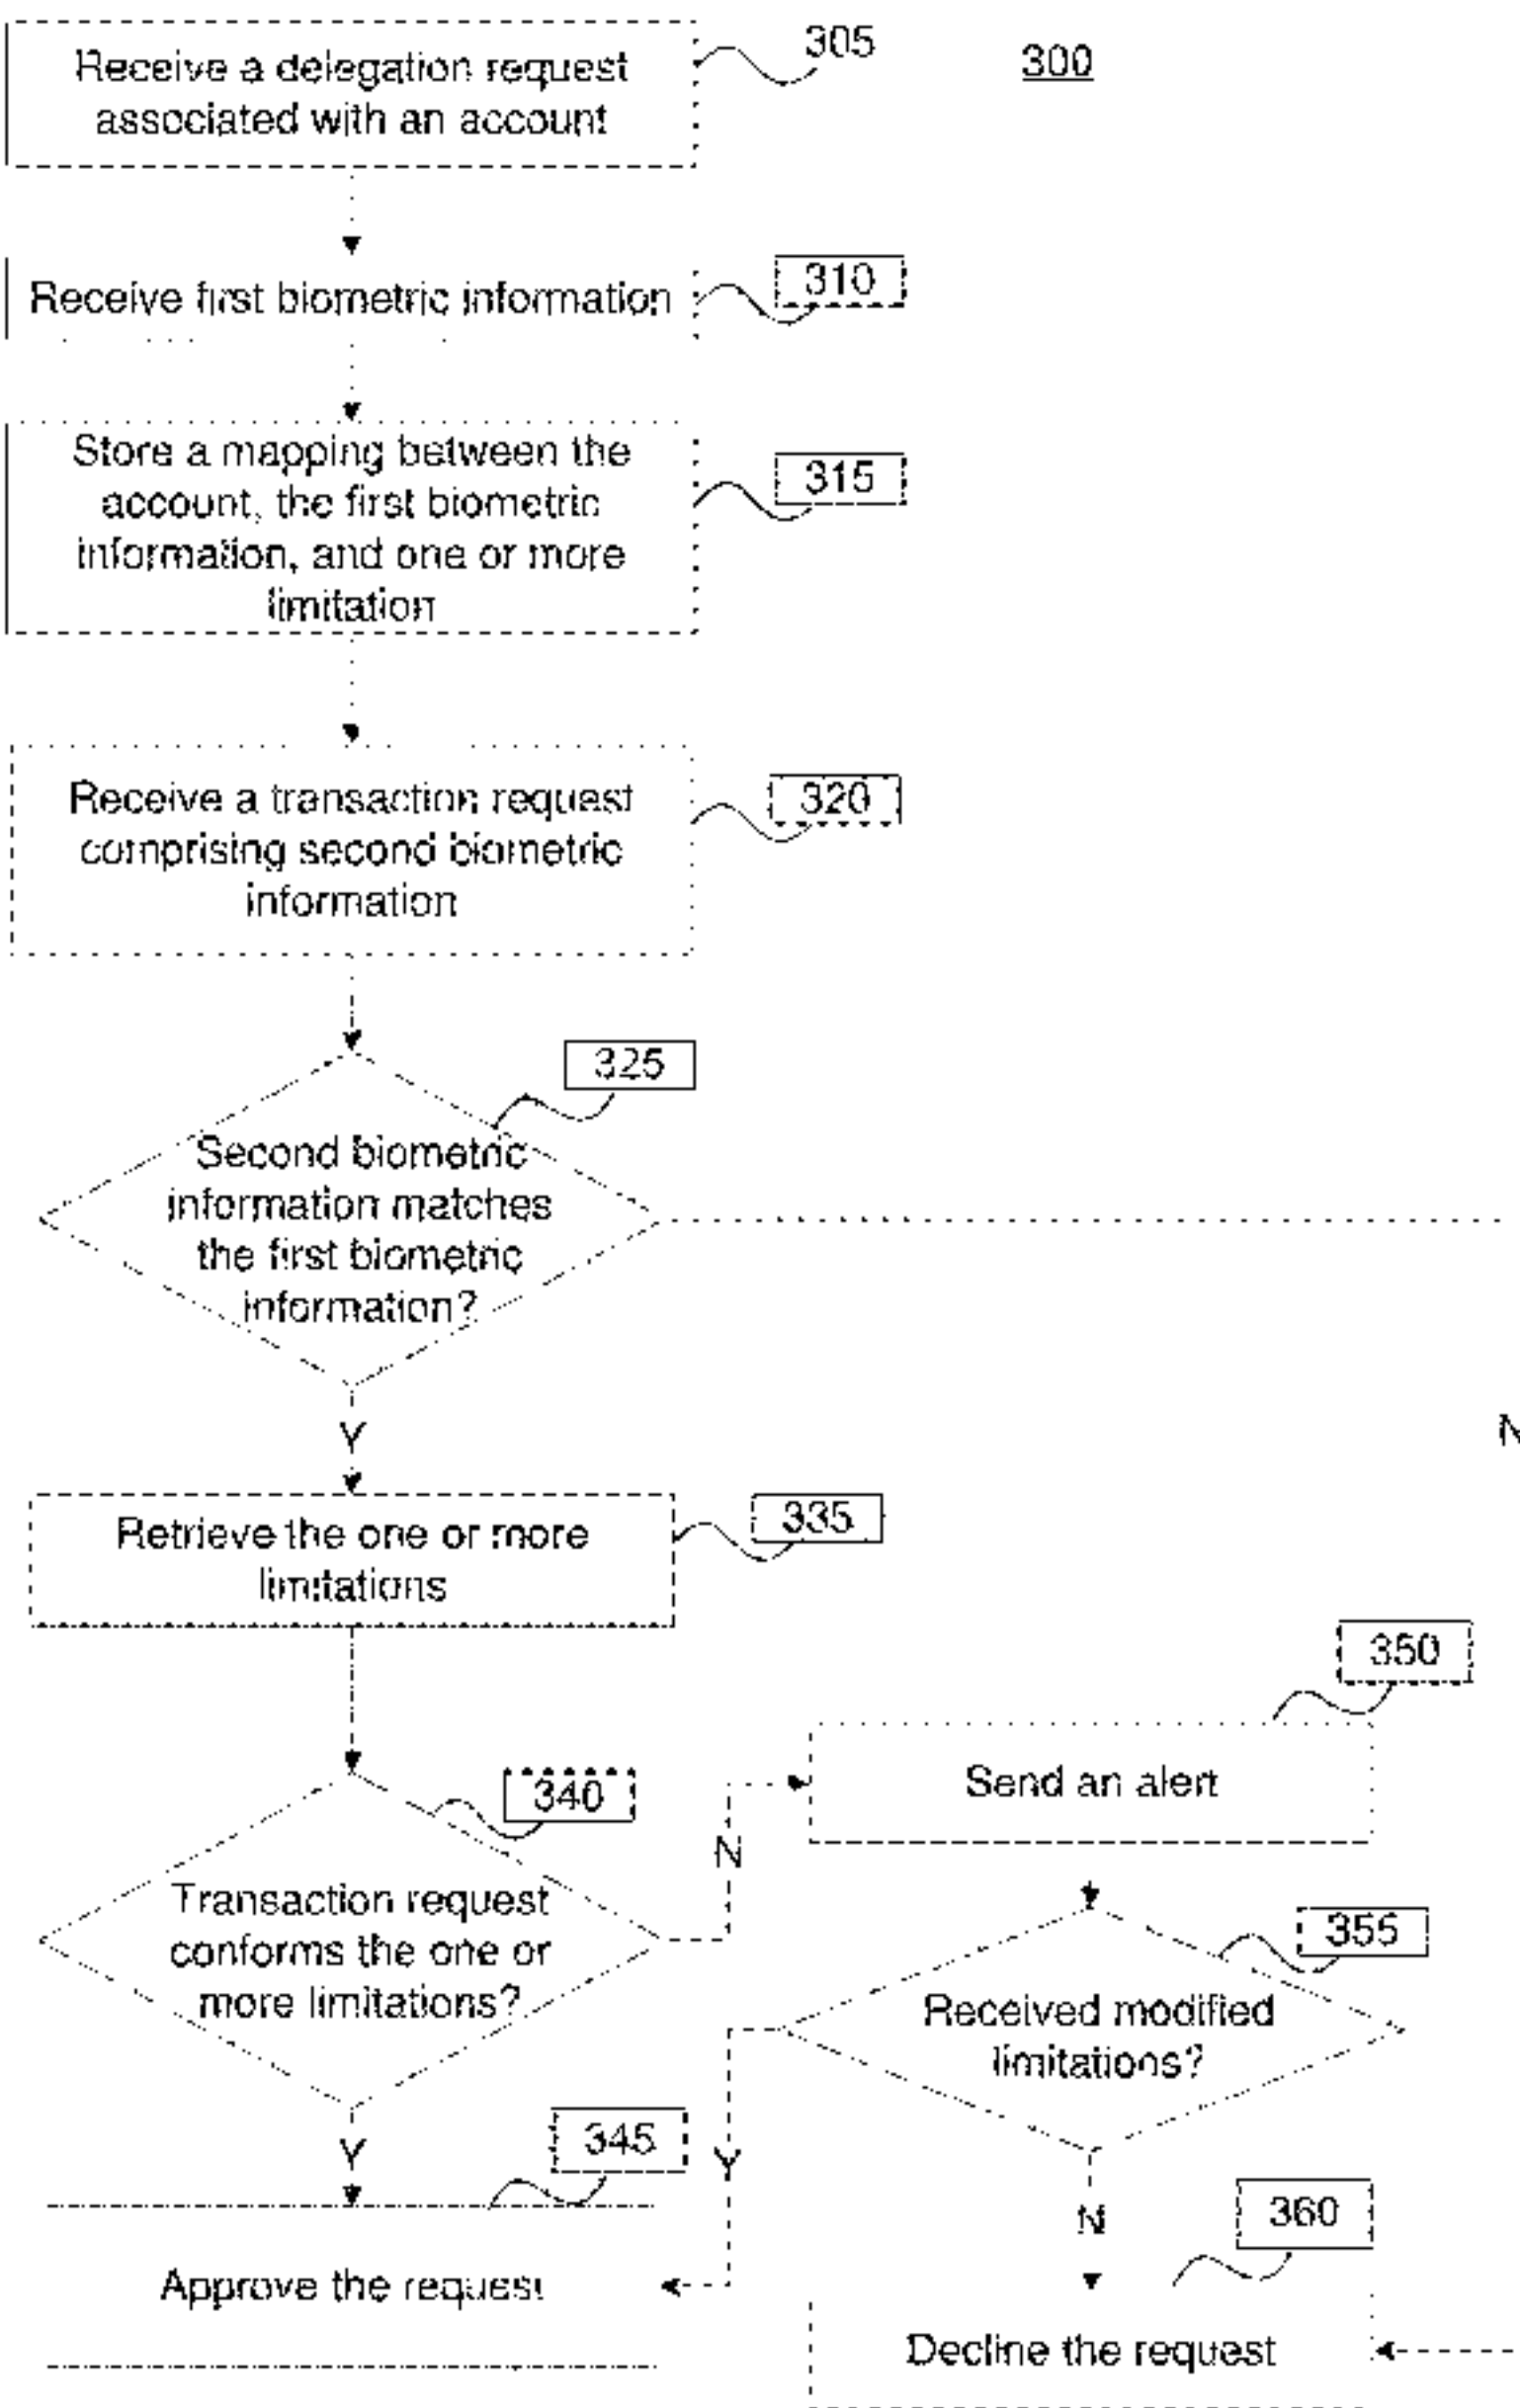 Receive a delegation request
associated with an account
305
300
Receive first biometric information
310
Store a mapping between the
account, the first biometric
information, and one or more
limitation
315
Receive a transaction request
comprising second biometric
information
320
325
Second biometric
information matches
the first biometric
information?
Y
N
Retrieve the one or more
limitations
335
350
Send an alert
340
Transaction request
conforms the one or
more limitations?
N
355
Received modified
limitations?
Y
345
Y
N
360
Approve the request
Decline the request